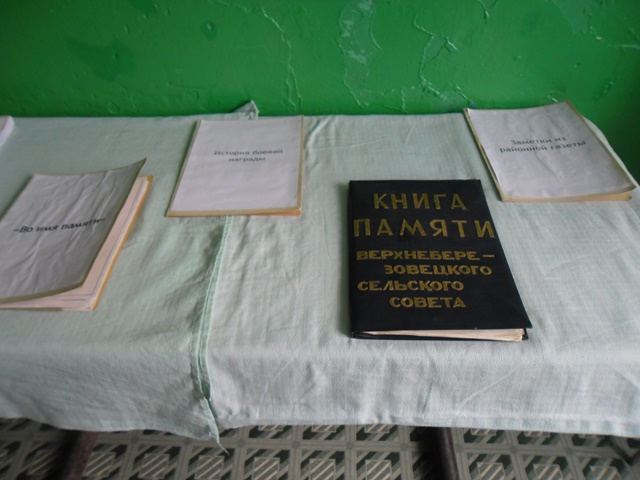 «Во имя памяти»
История боевой
награды
КНИГА
ПАМЯТИ
ВЕРХНЕБЕРЕ-
ЗОВЕЦКОГО
СЕЛЬСКОГО
СОВЕТА
Заметки из
районной газеты